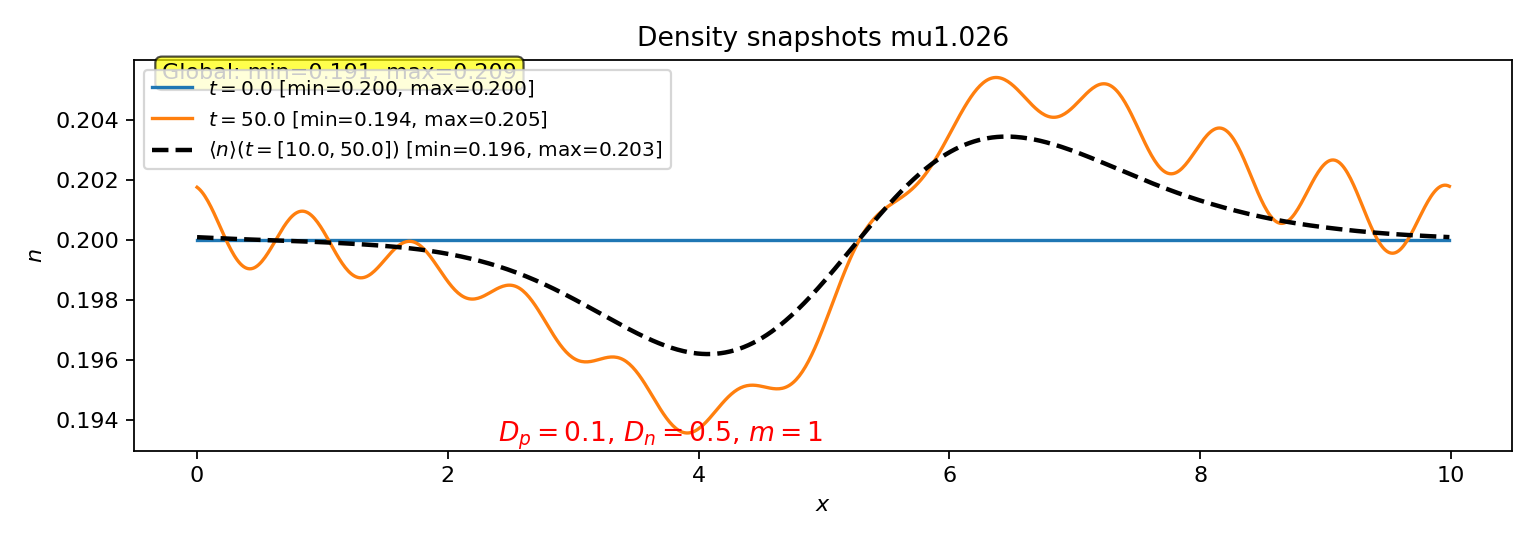 Density snapshots mu1.026
Global: min=0.191, max=0.209
t = 0.0 [min=0.200, max=0.200]
t = 50.0 [min=0.194, max=0.205]
⟨n⟩(t = [10.0, 50.0]) [min=0.196, max=0.203]
0.204
0.202
0.200
0.198
0.196
0.194
n
D_p = 0.1, D_n = 0.5, m = 1
0 2 4 6 8 10
x